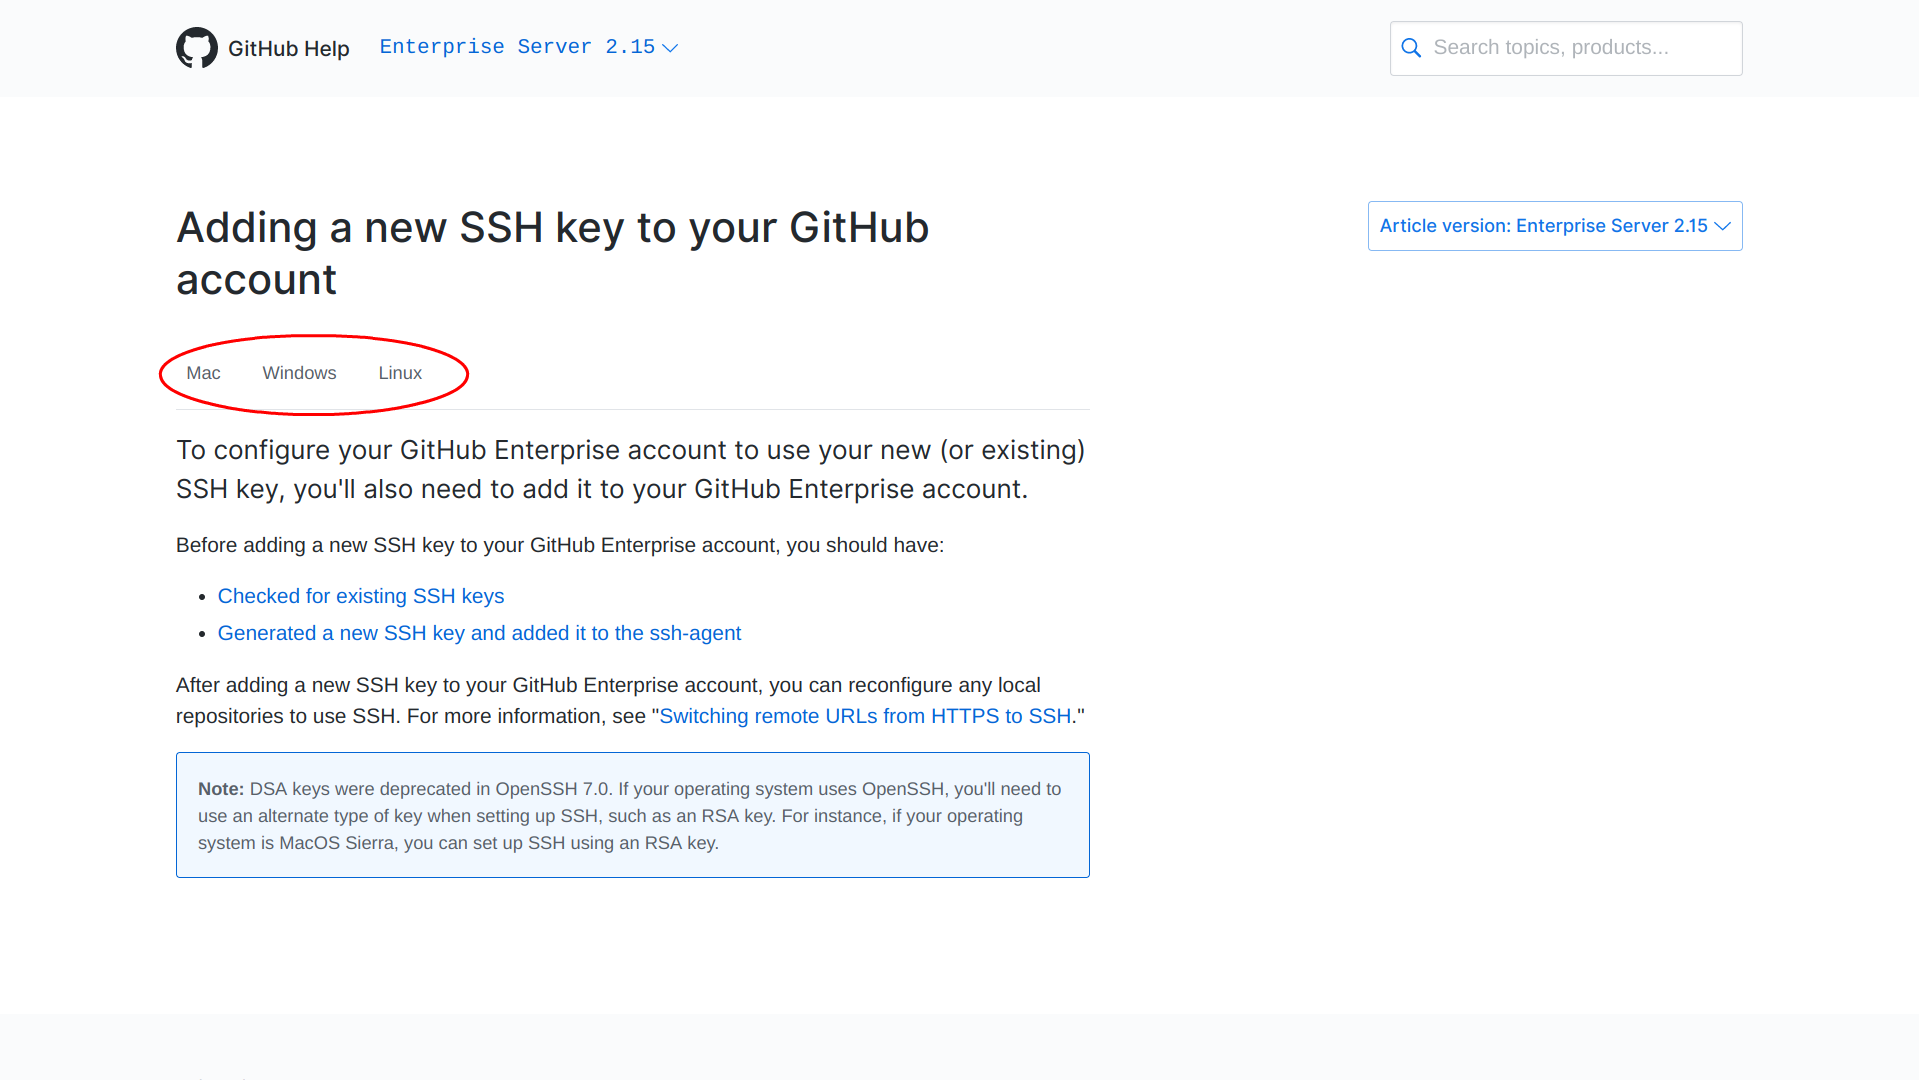 GitHub Help
Enterprise Server 2.15
Search topics, products...
Adding a new SSH key to your GitHub
account
Article version: Enterprise Server 2.15
Mac Windows Linux
To configure your GitHub Enterprise account to use your new (or existing)
SSH key, you'll also need to add it to your GitHub Enterprise account.
Before adding a new SSH key to your GitHub Enterprise account, you should have:
• Checked for existing SSH keys
• Generated a new SSH key and added it to the ssh-agent
After adding a new SSH key to your GitHub Enterprise account, you can reconfigure any local
repositories to use SSH. For more information, see "Switching remote URLs from HTTPS to SSH."
Note: DSA keys were deprecated in OpenSSH 7.0. If your operating system uses OpenSSH, you'll need to
use an alternate type of key when setting up SSH, such as an RSA key. For instance, if your operating
system is MacOS Sierra, you can set up SSH using an RSA key.